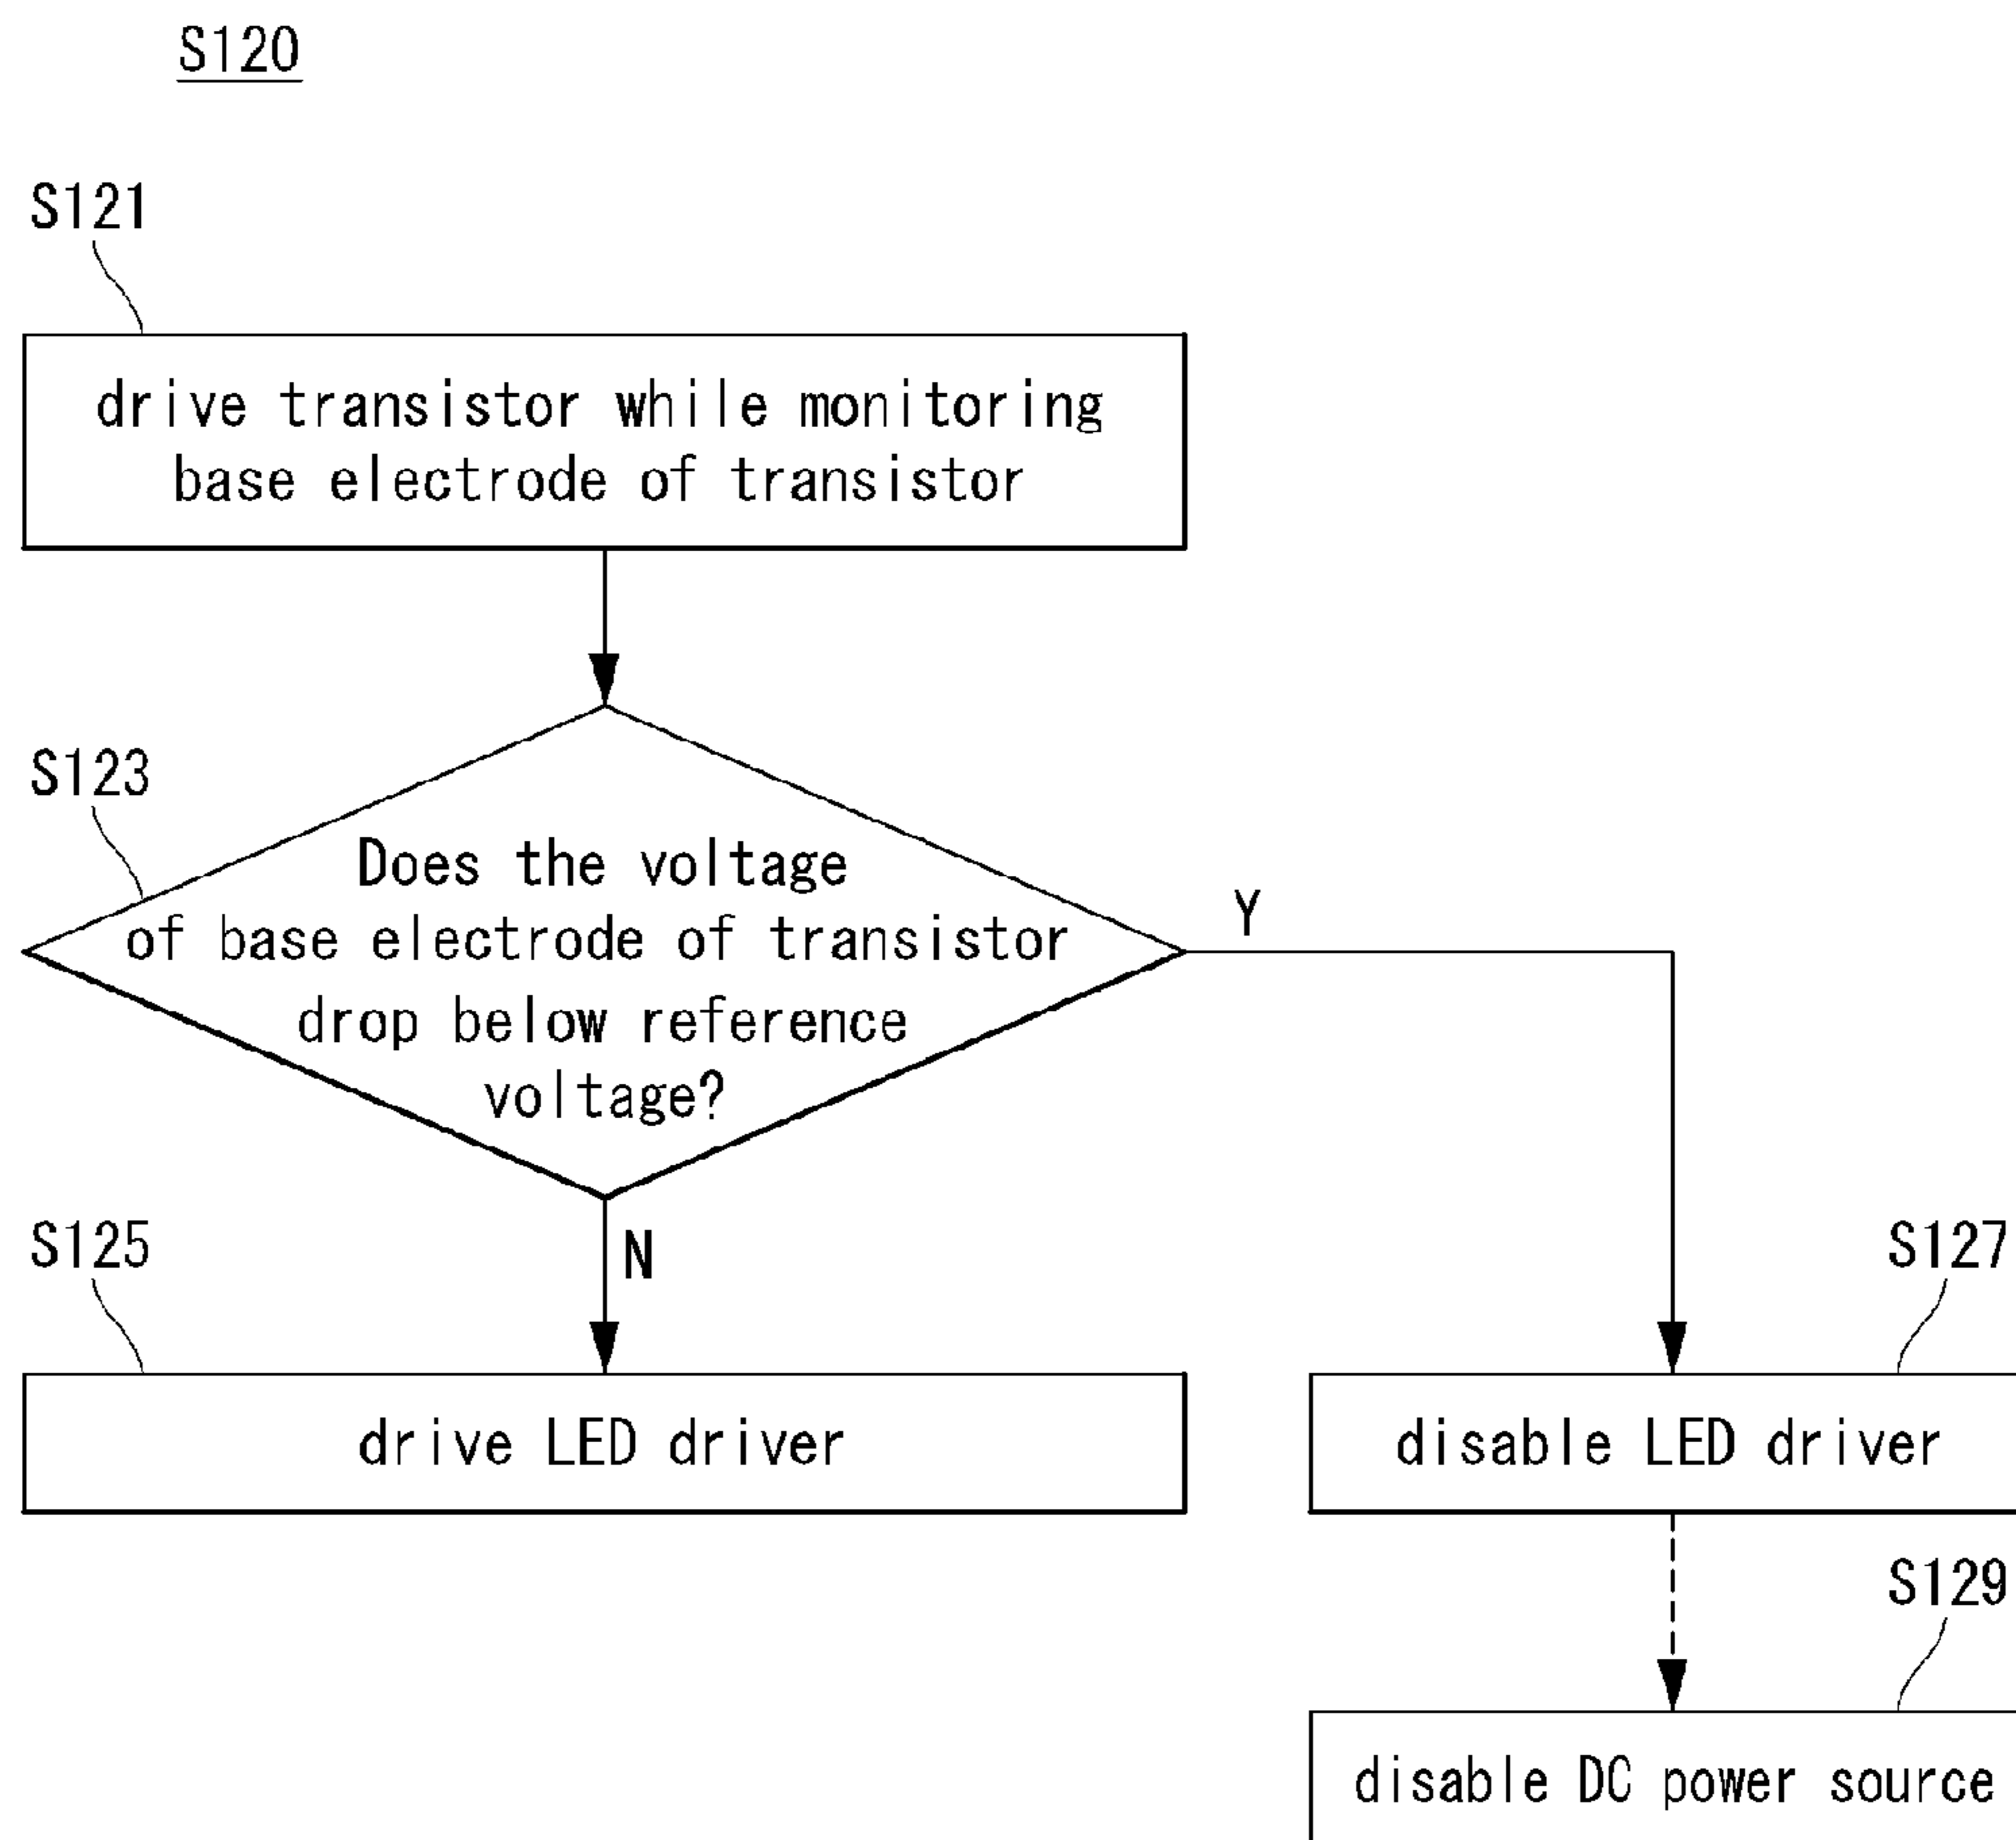 S120
S121
drive transistor while monitoring
base electrode of transistor
S123
Does the voltage
of base electrode of transistor
drop below reference
voltage?
Y
N
S125
drive LED driver
S127
disable LED driver
S129
disable DC power source